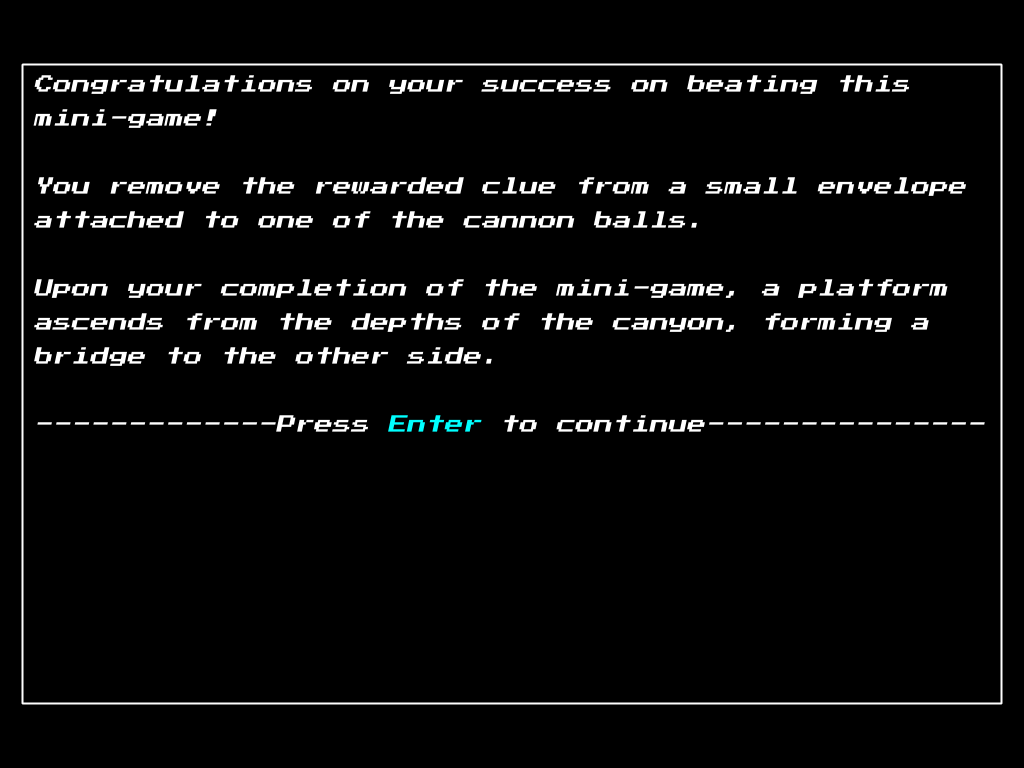 Congratulations on your success on beating this
mini-game!
You remove the rewarded clue from a small envelope
attached to one of the cannon balls.
Upon your completion of the mini-game, a platform
ascends from the depths of the canyon, forming a
bridge to the other side.
-------------Press Enter to continue---------------